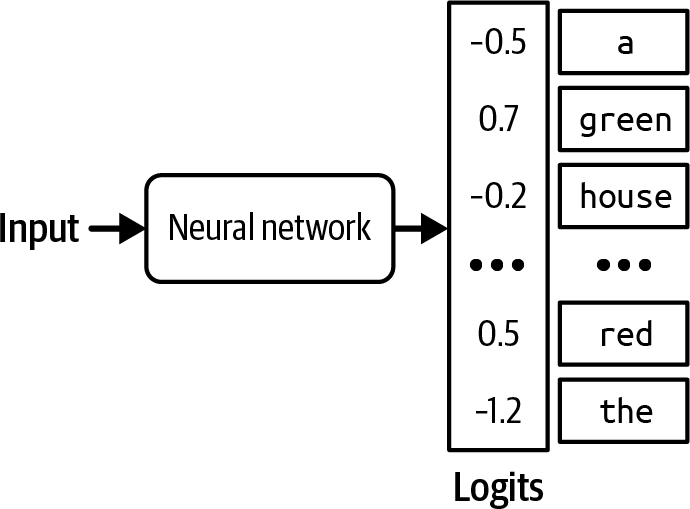 -0.5 a
0.7 green
Input Neural network -0.2 house
••• •••
0.5 red
-1.2 the
Logits